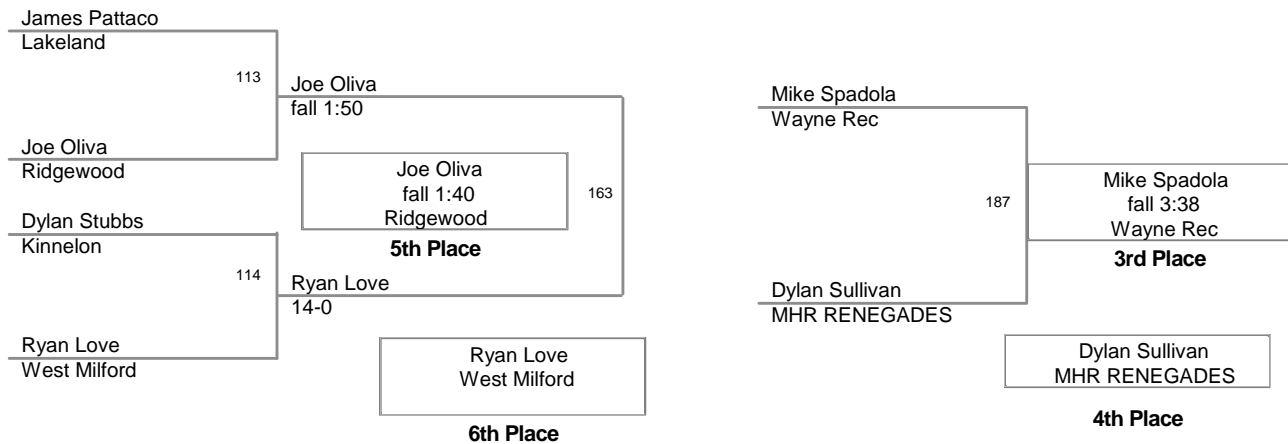 James Pattaco
Lakeland
113
Joe Oliva
fall 1:50
Joe Oliva
Ridgewood
Joe Oliva
fall 1:40
Ridgewood
5th Place
163
Dylan Stubbs
Kinnelon
114
Ryan Love
14-0
Ryan Love
West Milford
Ryan Love
West Milford
6th Place
Mike Spadola
Wayne Rec
187
Mike Spadola
fall 3:38
Wayne Rec
3rd Place
Dylan Sullivan
MHR RENEGADES
Dylan Sullivan
MHR RENEGADES
4th Place